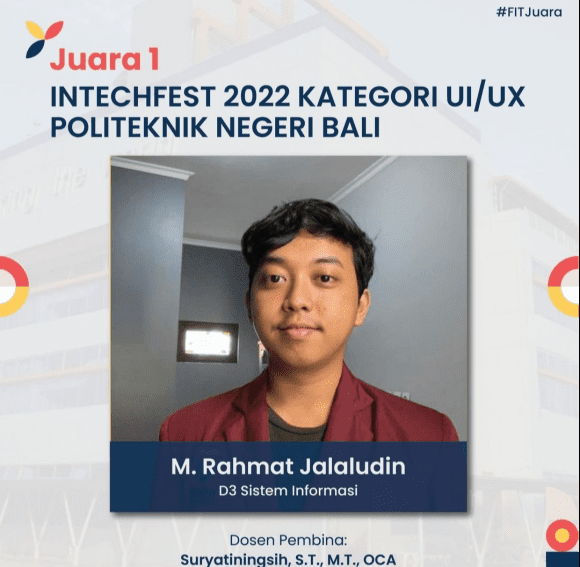 #FITJuara
Juara 1
INTECHFEST 2022 KATEGORI UI/UX
POLITEKNIK NEGERI BALI
M. Rahmat Jalaludin
D3 Sistem Informasi
Dosen Pembina:
Suryatiningsih, S.T., M.T., OCA